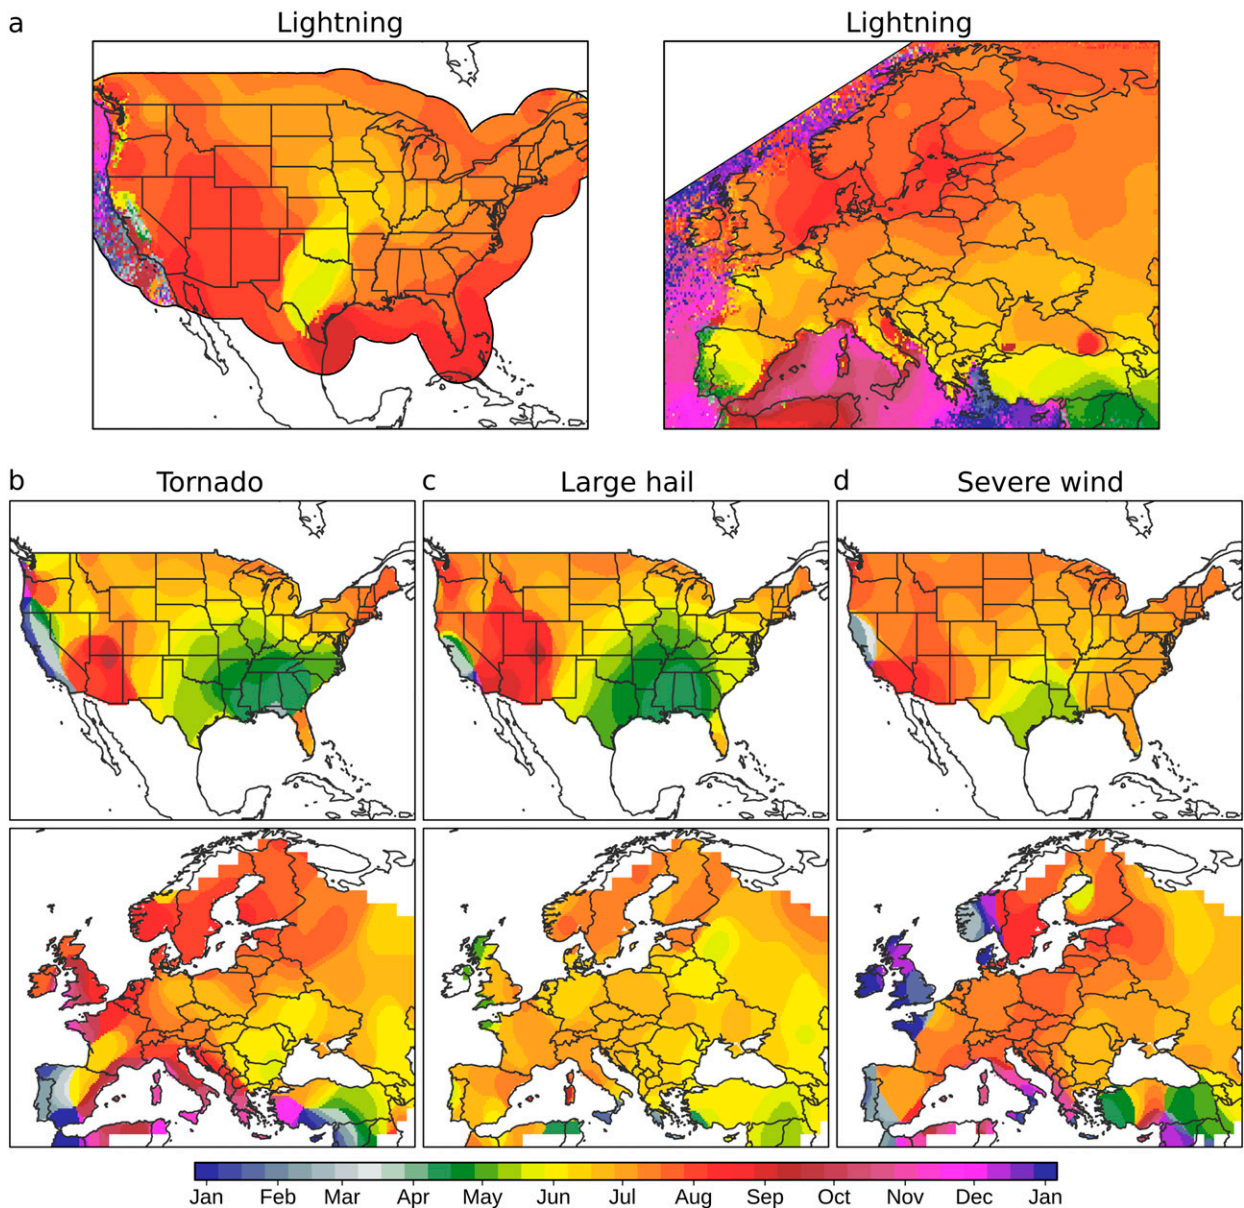 a
Lightning
Lightning
b
Tornado
c
Large hail
d
Severe wind
Jan Feb Mar Apr May Jun Jul Aug Sep Oct Nov Dec Jan